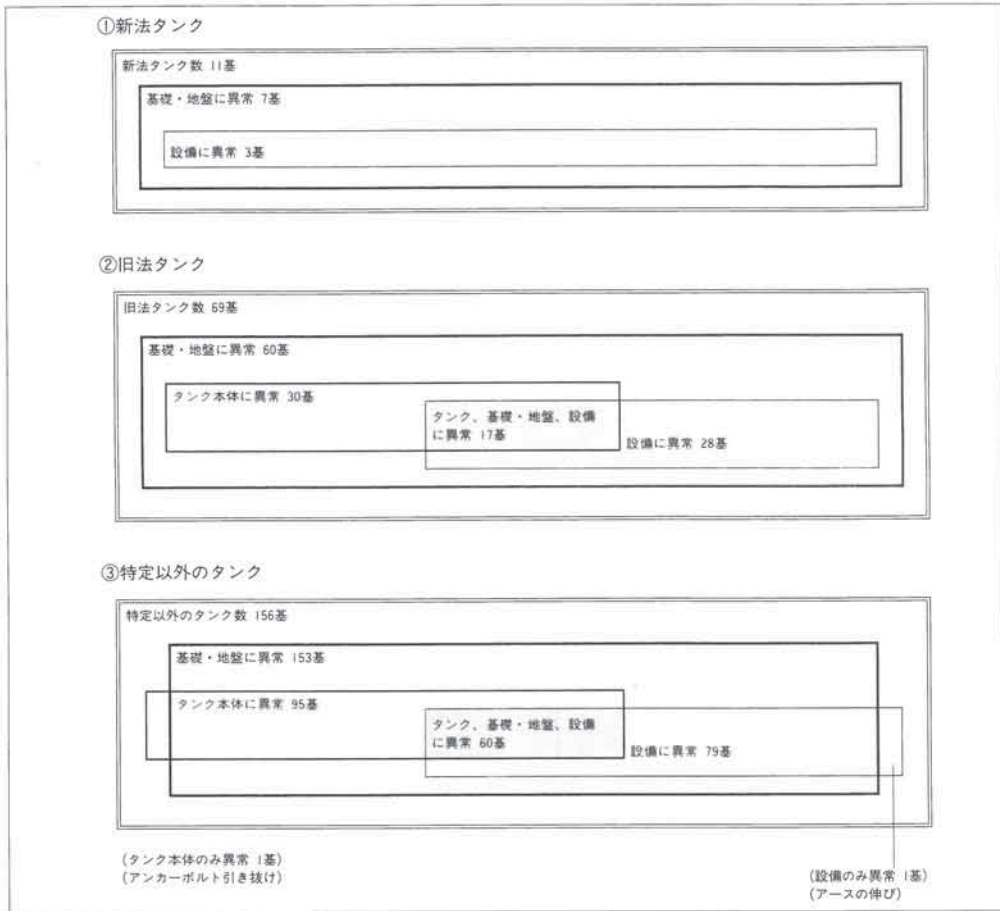 ①新法タンク
新法タンク数 11基
基礎・地盤に異常 7基
設備に異常 3基
②旧法タンク
旧法タンク数 69基
基礎・地盤に異常 60基
タンク本体に異常 30基
タンク、基礎・地盤、設備
に異常 17基
設備に異常 28基
③特定以外のタンク
特定以外のタンク数 156基
基礎・地盤に異常 153基
タンク本体に異常 95基
タンク、基礎・地盤、設備
に異常 60基
設備に異常 79基
(タンク本体のみ異常 1基)
(アンカーボルト引き抜け)
(設備のみ異常 1基)
(アースの伸び)